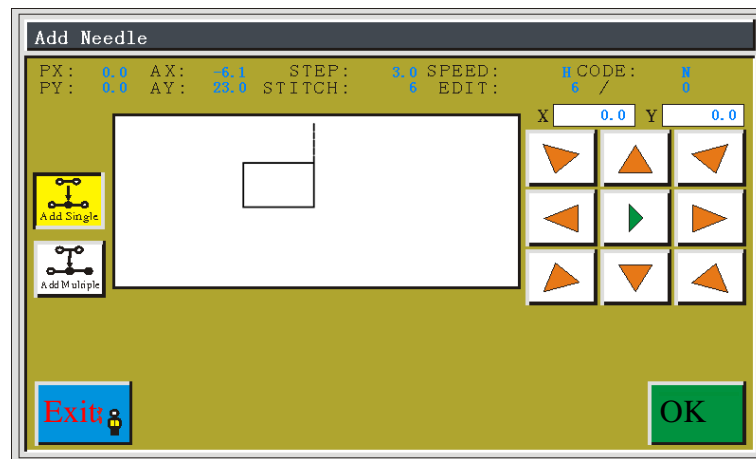 Add Needle
PX: 0.0 AX: -6.1 STEP: 3.0 SPEED: H CODE: N
PY: 0.0 AY: 23.0 STITCH: 6 EDIT: 6 / 0
X 0.0 Y 0.0
Add Single
Add Multiple
Exit;
OK